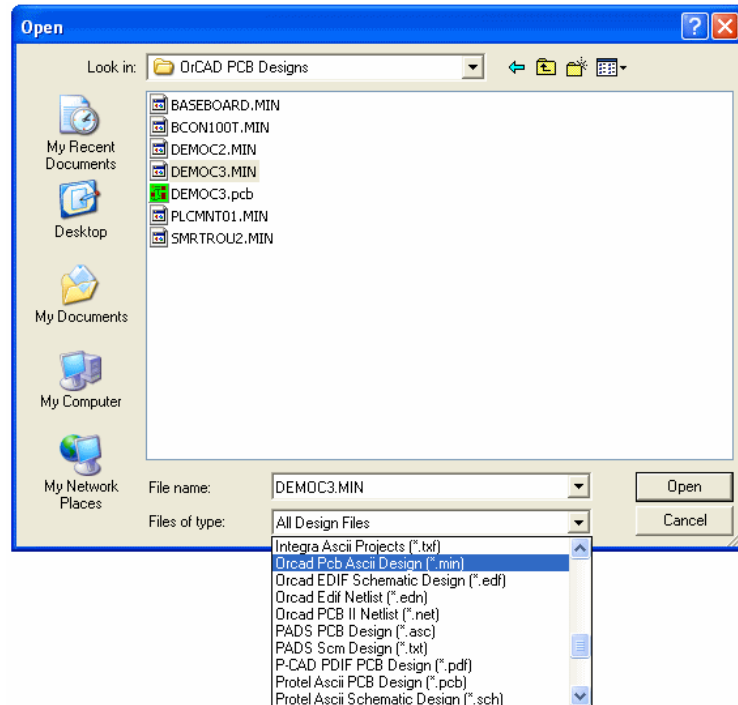 Open
Look in: OrCAD PCB Designs
My Recent
Documents
Desktop
My Documents
My Computer
My Network
Places
BASEBOARD.MIN
BCON100T.MIN
DEMOC2.MIN
DEMOC3.MIN
DEMOC3.pcb
PLCMNT01.MIN
SMRTROU2.MIN
File name: DEMOC3.MIN Open
Files of type: All Design Files Cancel
Integra Ascii Projects (*.txf)
Orcad Pcb Ascii Design (*.min)
Orcad EDIF Schematic Design (*.edf)
Orcad Edif Netlist (*.edn)
Orcad PCB II Netlist (*.net)
PADS PCB Design (*.asc)
PADS Scm Design (*.txt)
P-CAD PDIF PCB Design (*.pdf)
Protel Ascii PCB Design (*.pcb)
Protel Ascii Schematic Design (*.sch)